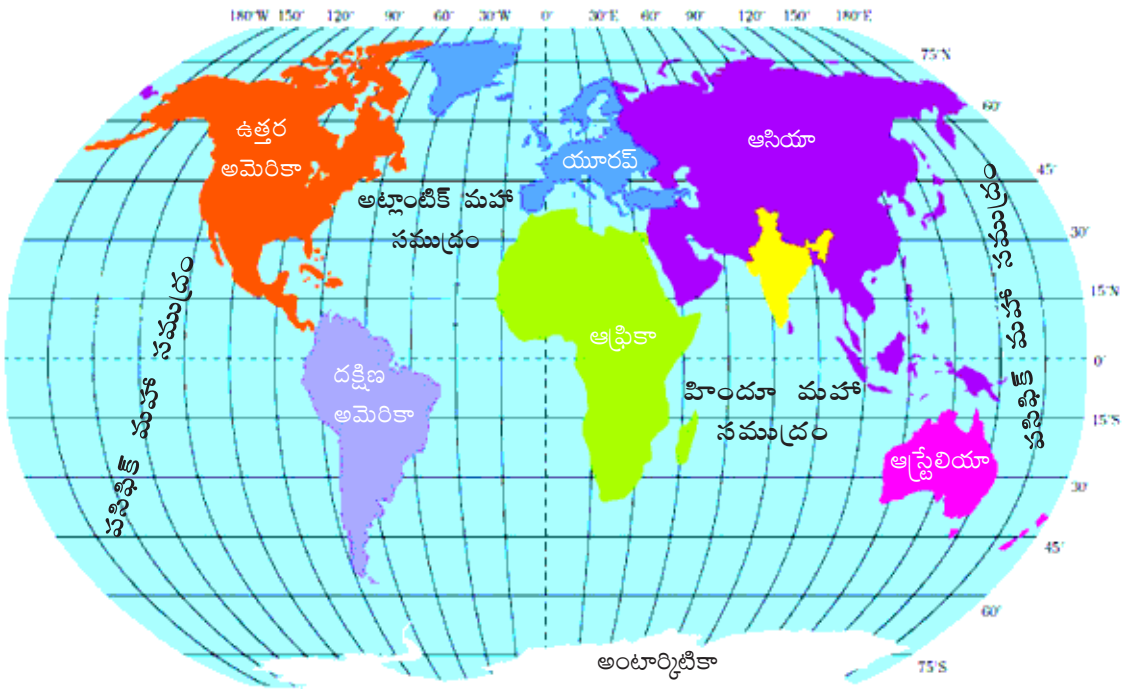 180°W 150° 120° 90° 60° 30°W 0° 30°E 60° 90° 120° 150° 180°E
75°N
60°
45°
30°
15°N
0°
15°S
30°
45°
60°
75°S
ఉత్తర
అమెరికా
యూరప్
ఆసియా
అట్లాంటిక్ మహా
సముద్రం
పసిఫిక్ మహా సముద్రం
పసిఫిక్ మహా సముద్రం
ఆఫ్రికా
దక్షిణ
అమెరికా
హిందూ మహా
సముద్రం
ఆస్ట్రేలియా
అంటార్కిటికా